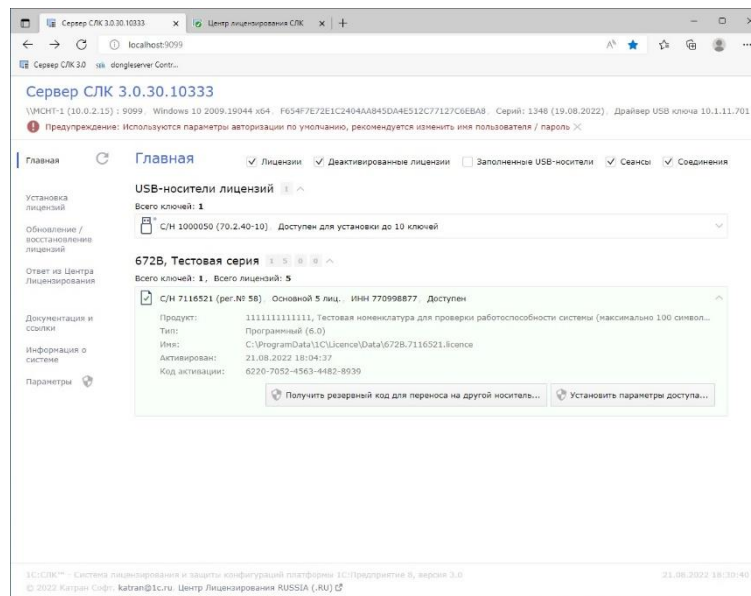 Сервер СЛК 3.0.30.10333
Центр лицензирования СЛК
localhost:9099
Сервер СЛК 3.0
dongleserver Contr...
Сервер СЛК 3.0.30.10333
\\MCHT-1 (10.0.2.15) : 9099, Windows 10 2009.19044 x64, F654F7E72E1C2404AA845DA4E512C77127C6EBA8, Серий: 1348 (19.08.2022), Драйвер USB ключа 10.1.11.701
Предупреждение: Используются параметры авторизации по умолчанию, рекомендуется изменить имя пользователя / пароль
Главная
Установка лицензий
Обновление / восстановление лицензий
Ответ из Центра Лицензирования
Документация и ссылки
Информация о системе
Параметры
Главная
Лицензии
Деактивированные лицензии
Заполненные USB-носители
Сеансы
Соединения
USB-носители лицензий 1
Всего ключей: 1
С/Н 1000050 (70.2.40-10), Доступен для установки до 10 ключей
672B, Тестовая серия 1 5 0 0
Всего ключей: 1, Всего лицензий: 5
С/Н 7116521 (рег.№ 58), Основной 5 лиц., ИНН 770998877, Доступен
Продукт: 1111111111111, Тестовая номенклатура для проверки работоспособности системы (максимально 100 символ...
Тип: Программный (6.0)
Имя: C:\ProgramData\1C\Licence\Data\672B.7116521.licence
Активирован: 21.08.2022 18:04:37
Код активации: 6220-7052-4563-4482-8939
Получить резервный код для переноса на другой носитель...
Установить параметры доступа...
1С:СЛК™ - Система лицензирования и защиты конфигураций платформы 1С:Предприятие 8, версия 3.0
21.08.2022 18:30:40
© 2022 Катран Софт, katran@1c.ru, Центр Лицензирования RUSSIA (.RU)